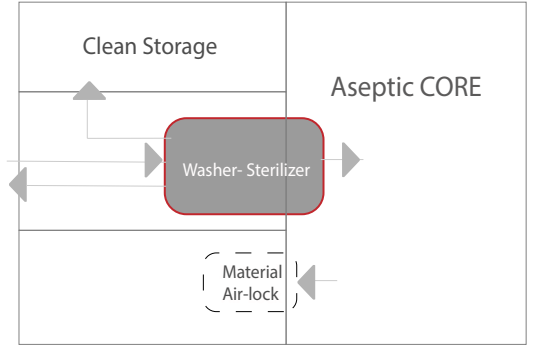 Clean Storage
Aseptic CORE
Washer- Sterilizer
Material
Air-lock